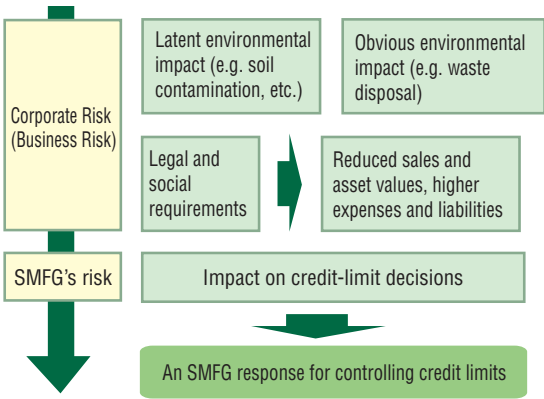 Corporate Risk
(Business Risk)
Latent environmental
impact (e.g. soil
contamination, etc.)
Obvious environmental
impact (e.g. waste
disposal)
Legal and
social
requirements
Reduced sales and
asset values, higher
expenses and liabilities
SMFG's risk
Impact on credit-limit decisions
An SMFG response for controlling credit limits